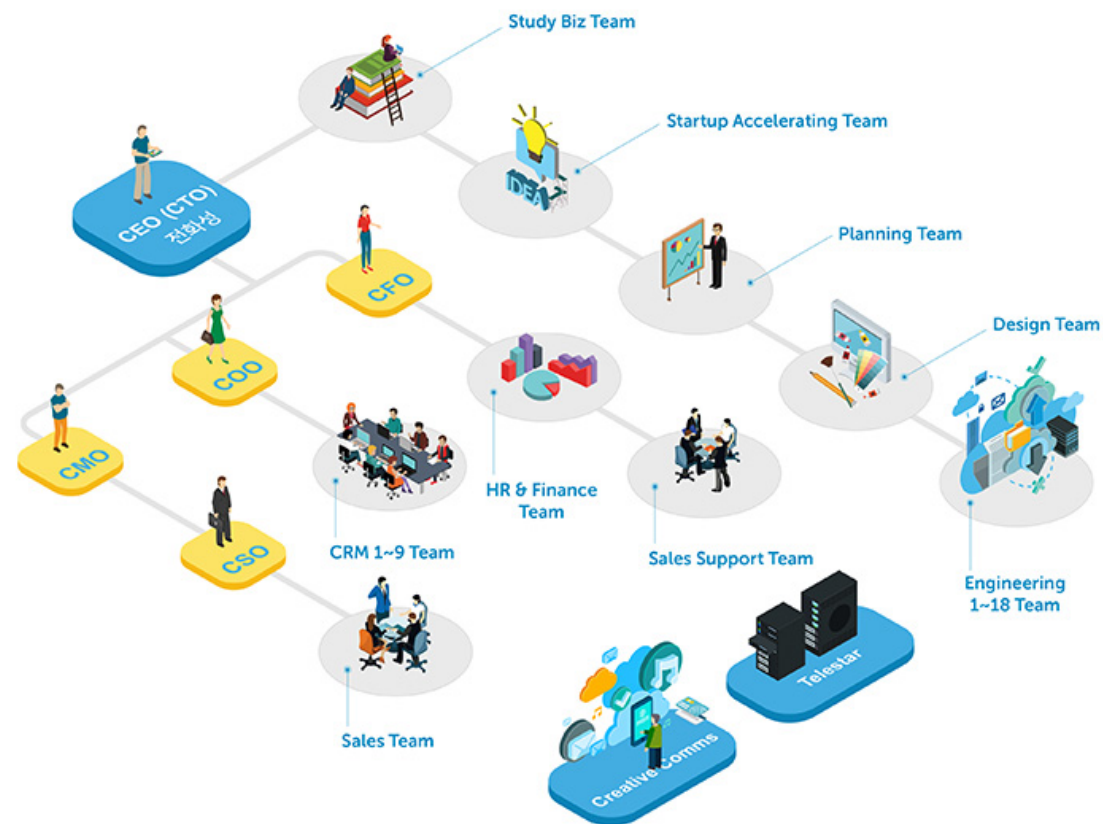 Study Biz Team
Startup Accelerating Team
IDEA
CEO (CTO)
전화성
Planning Team
CFO
Design Team
COO
CMO
HR & Finance
Team
CSO
CRM 1~9 Team
Sales Support Team
Engineering
1~18 Team
Telestar
Sales Team
Creative Comms